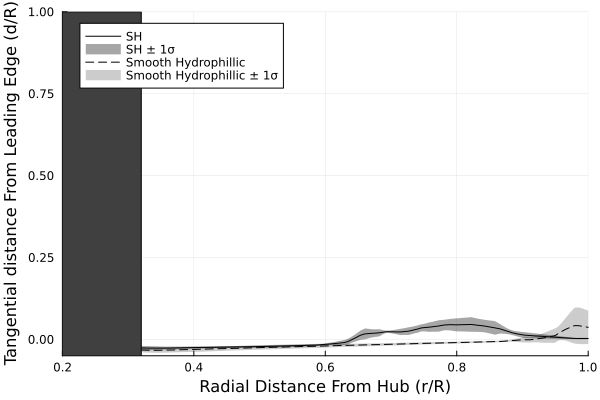 Tangential distance From Leading Edge (d/R)
1.00
0.75
0.50
0.25
0.00
SH
SH ± 1σ
Smooth Hydrophillic
Smooth Hydrophillic ± 1σ
0.2
0.4
0.6
0.8
1.0
Radial Distance From Hub (r/R)